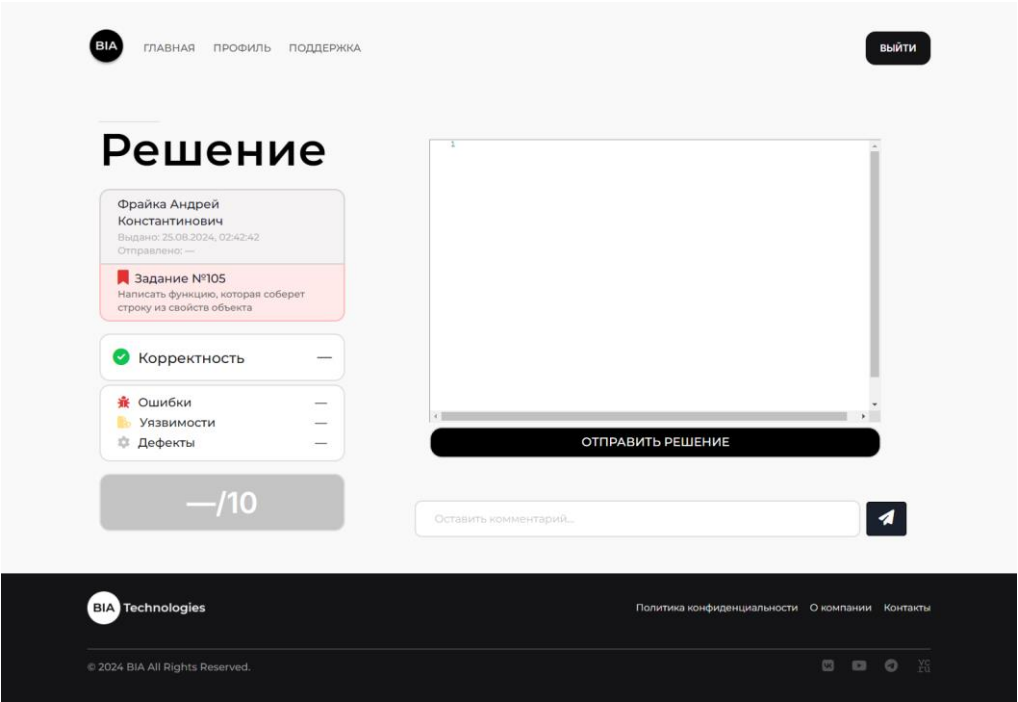 BIA
ГЛАВНАЯ ПРОФИЛЬ ПОДДЕРЖКА
ВЫЙТИ
Решение
Фрайка Андрей
Константинович
Выдано: 25.08.2024, 02:42:42
Отправлено: —
Задание №105
Написать функцию, которая соберет
строку из свойств объекта
Корректность —
Ошибки —
Уязвимости —
Дефекты —
—/10
1
ОТПРАВИТЬ РЕШЕНИЕ
Оставить комментарий...
BIA Technologies
Политика конфиденциальности О компании Контакты
© 2024 BIA All Rights Reserved.